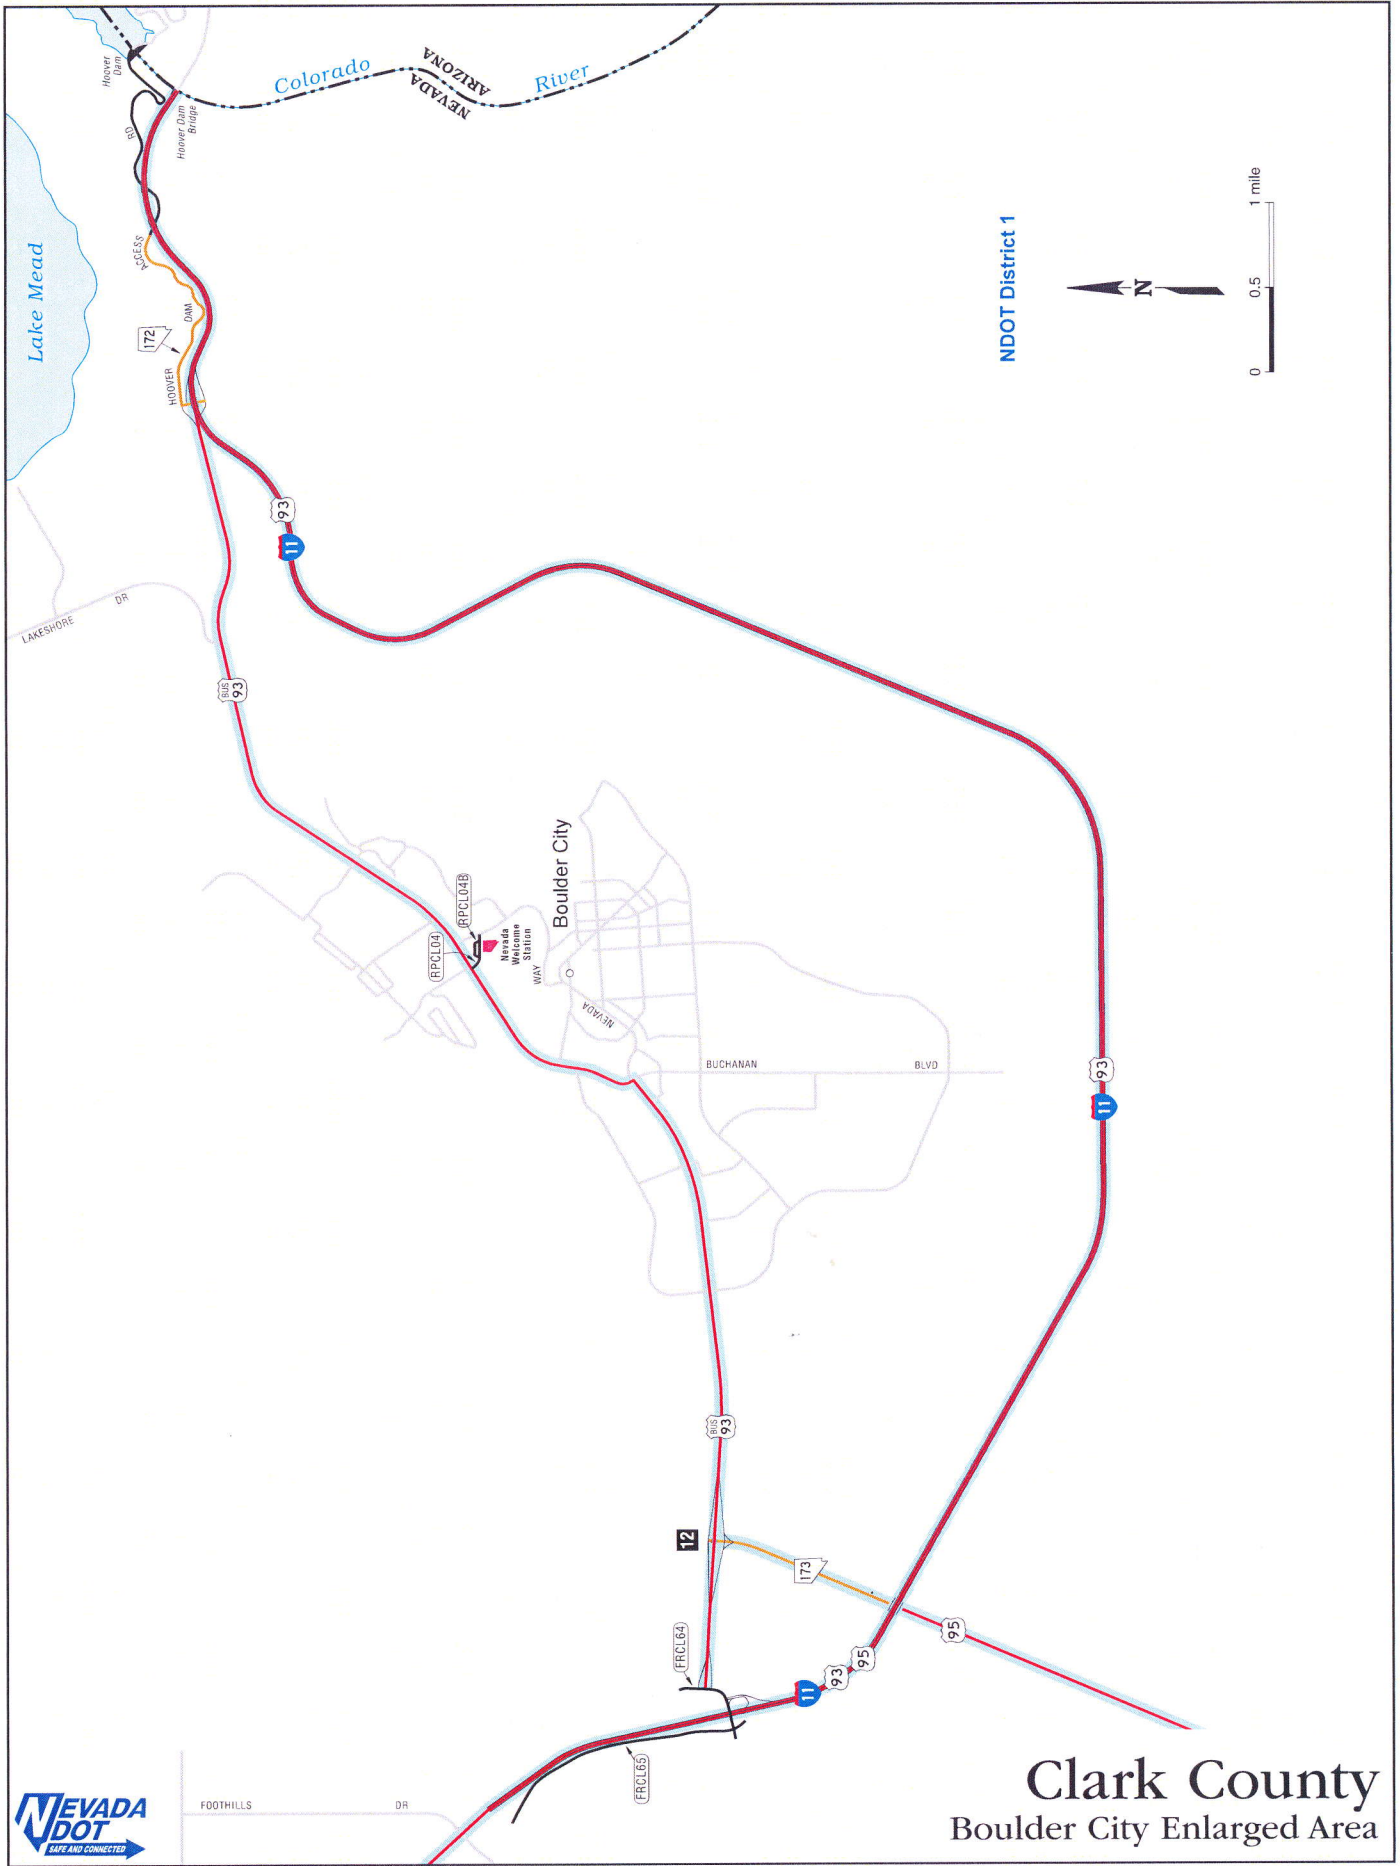 Lake Mead
Hoover
Dam
Colorado
NEVADA
ARIZONA
River
Hoover Dam
Bridge
RD
ACCESS
DAM
HOOVER
172
NDOT District 1
N
0
0.5
1 mile
93
11
LAKESHORE
DR
BUS
93
RPCL04
RPCL04B
Nevada
Welcome
Station
Boulder City
WAY
NEVADA
BUCHANAN
BLVD
93
11
BUS
93
12
173
95
FRCL64
11
93
95
FRCL65
FOOTHILLS
DR
NEVADA
DOT
SAFE AND CONNECTED
Clark County
Boulder City Enlarged Area